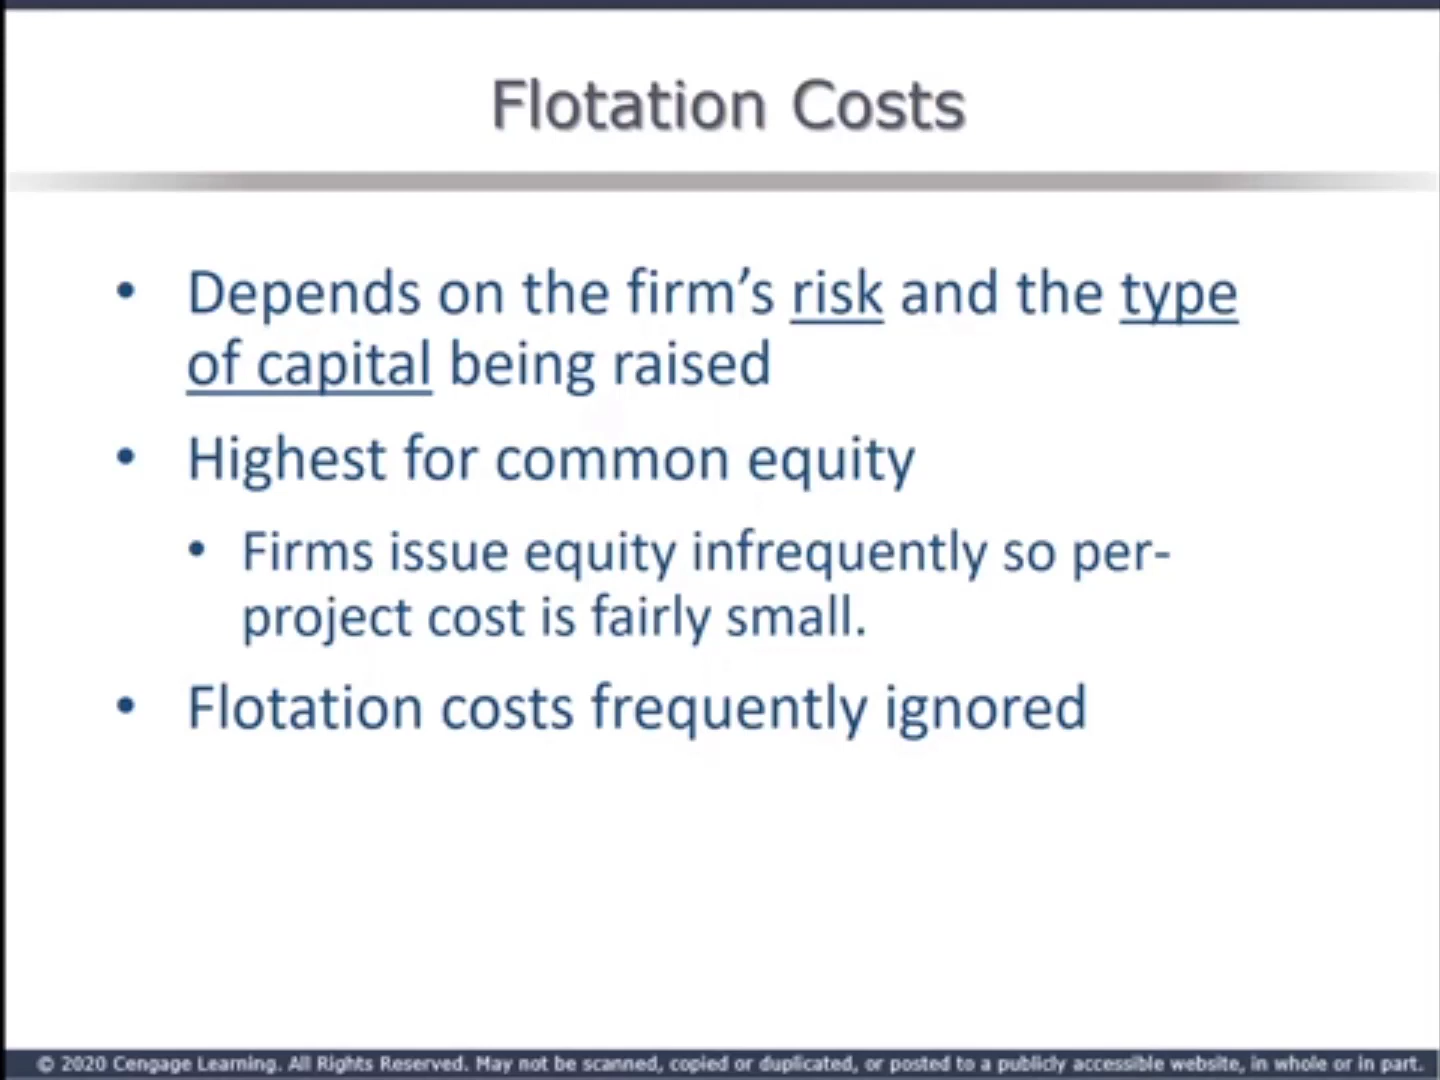 Flotation Costs
• Depends on the firm’s risk and the type
of capital being raised
• Highest for common equity
• Firms issue equity infrequently so per-
project cost is fairly small.
• Flotation costs frequently ignored
© 2020 Cengage Learning. All Rights Reserved. May not be scanned, copied or duplicated, or posted to a publicly accessible website, in whole or in part.